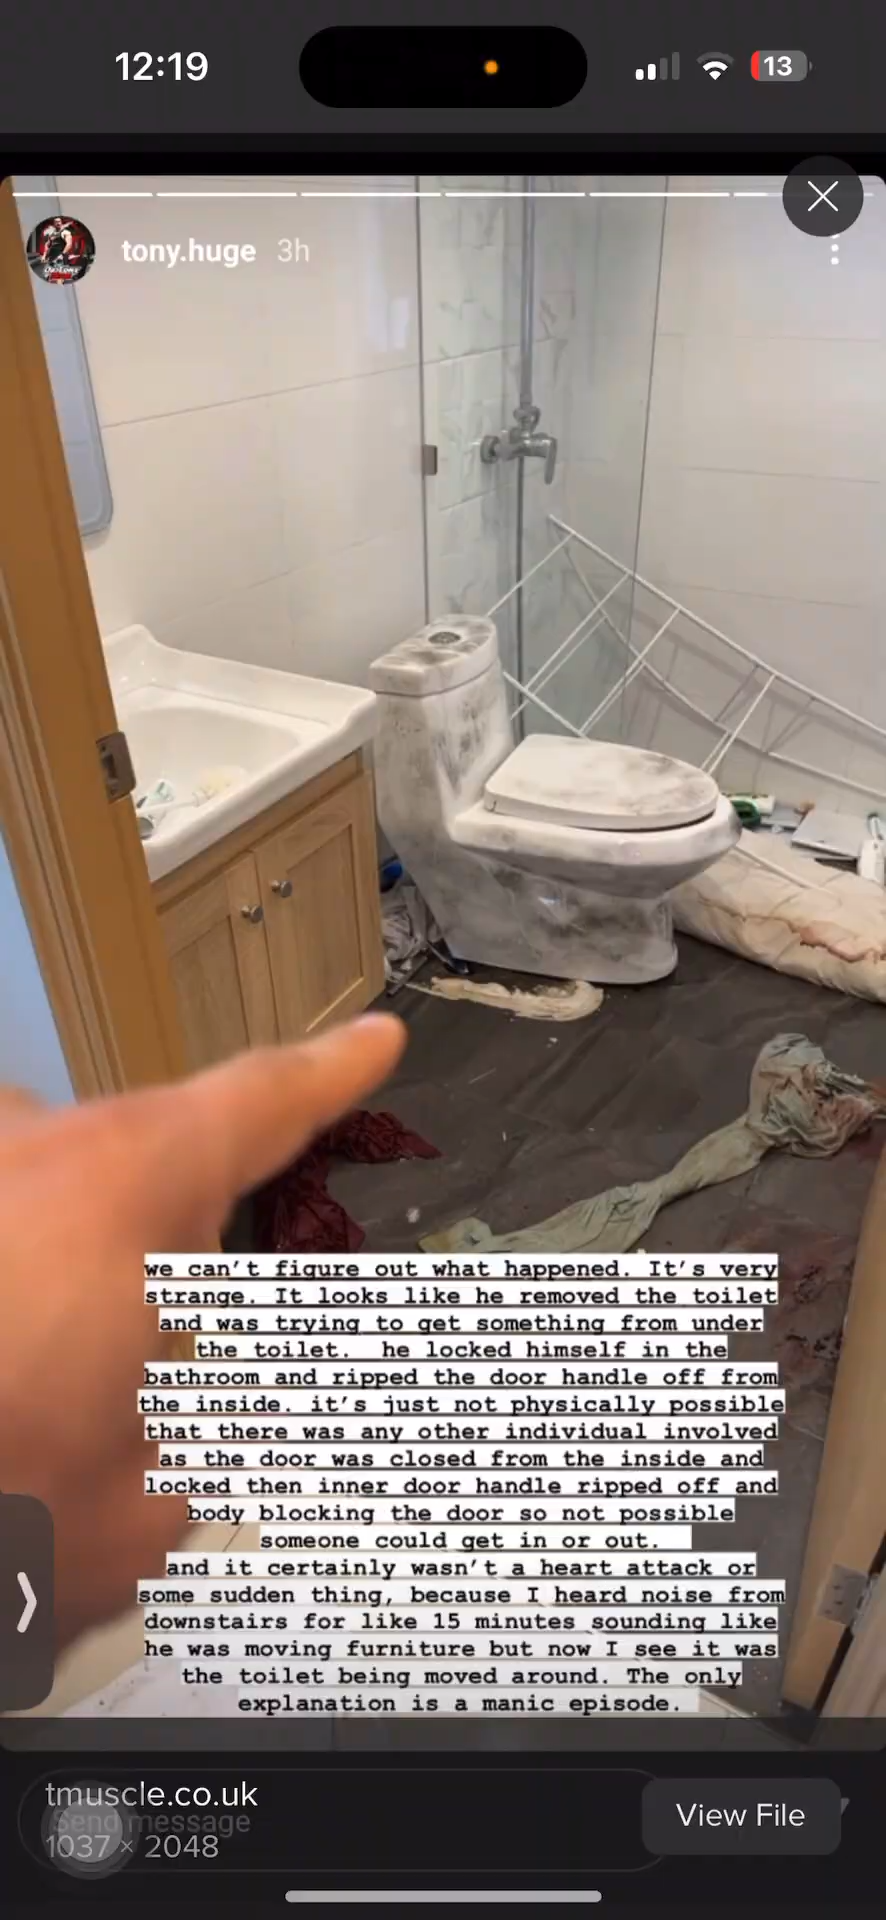 12:19
13
tony.huge 3h
we can't figure out what happened. It's very
strange. It looks like he removed the toilet
and was trying to get something from under
the toilet. he locked himself in the
bathroom and ripped the door handle off from
the inside. it's just not physically possible
that there was any other individual involved
as the door was closed from the inside and
locked then inner door handle ripped off and
body blocking the door so not possible
someone could get in or out.
and it certainly wasn't a heart attack or
some sudden thing, because I heard noise from
downstairs for like 15 minutes sounding like
he was moving furniture but now I see it was
the toilet being moved around. The only
explanation is a manic episode.
tmuscle.co.uk
Send message
1037 × 2048
View File